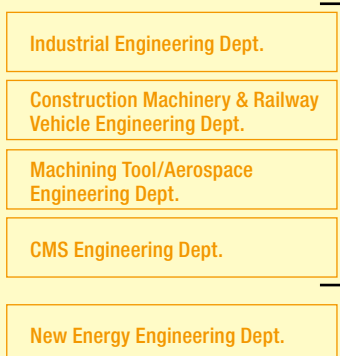 Industrial Engineering Dept.
Construction Machinery & Railway
Vehicle Engineering Dept.
Machining Tool/Aerospace
Engineering Dept.
CMS Engineering Dept.
New Energy Engineering Dept.